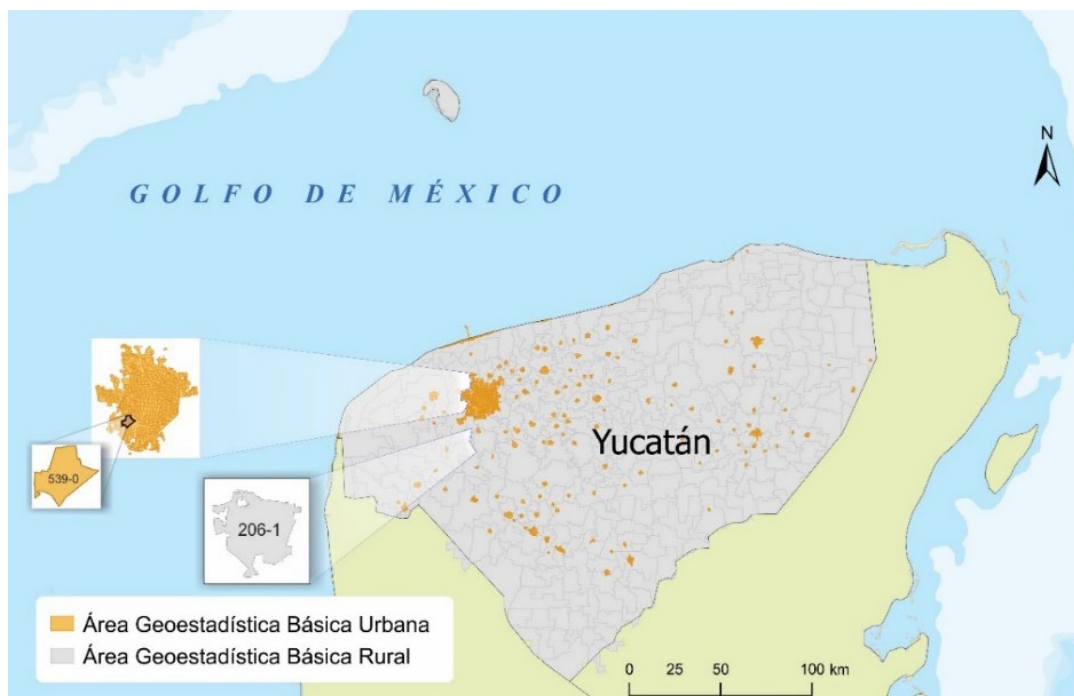 N
GOLFO DE MÉXICO
Yucatán
539-0
206-1
Área Geoestadística Básica Urbana
Área Geoestadística Básica Rural
0 25 50 100 km